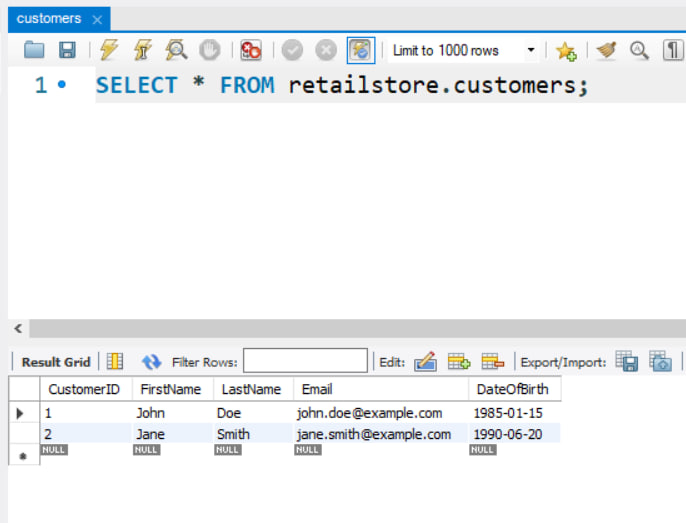 customers
Limit to 1000 rows
1 SELECT * FROM retailstore.customers;
Result Grid Filter Rows: Edit: Export/Import:
CustomerID FirstName LastName Email DateOfBirth
1 John Doe john.doe@example.com 1985-01-15
2 Jane Smith jane.smith@example.com 1990-06-20
NULL NULL NULL NULL NULL